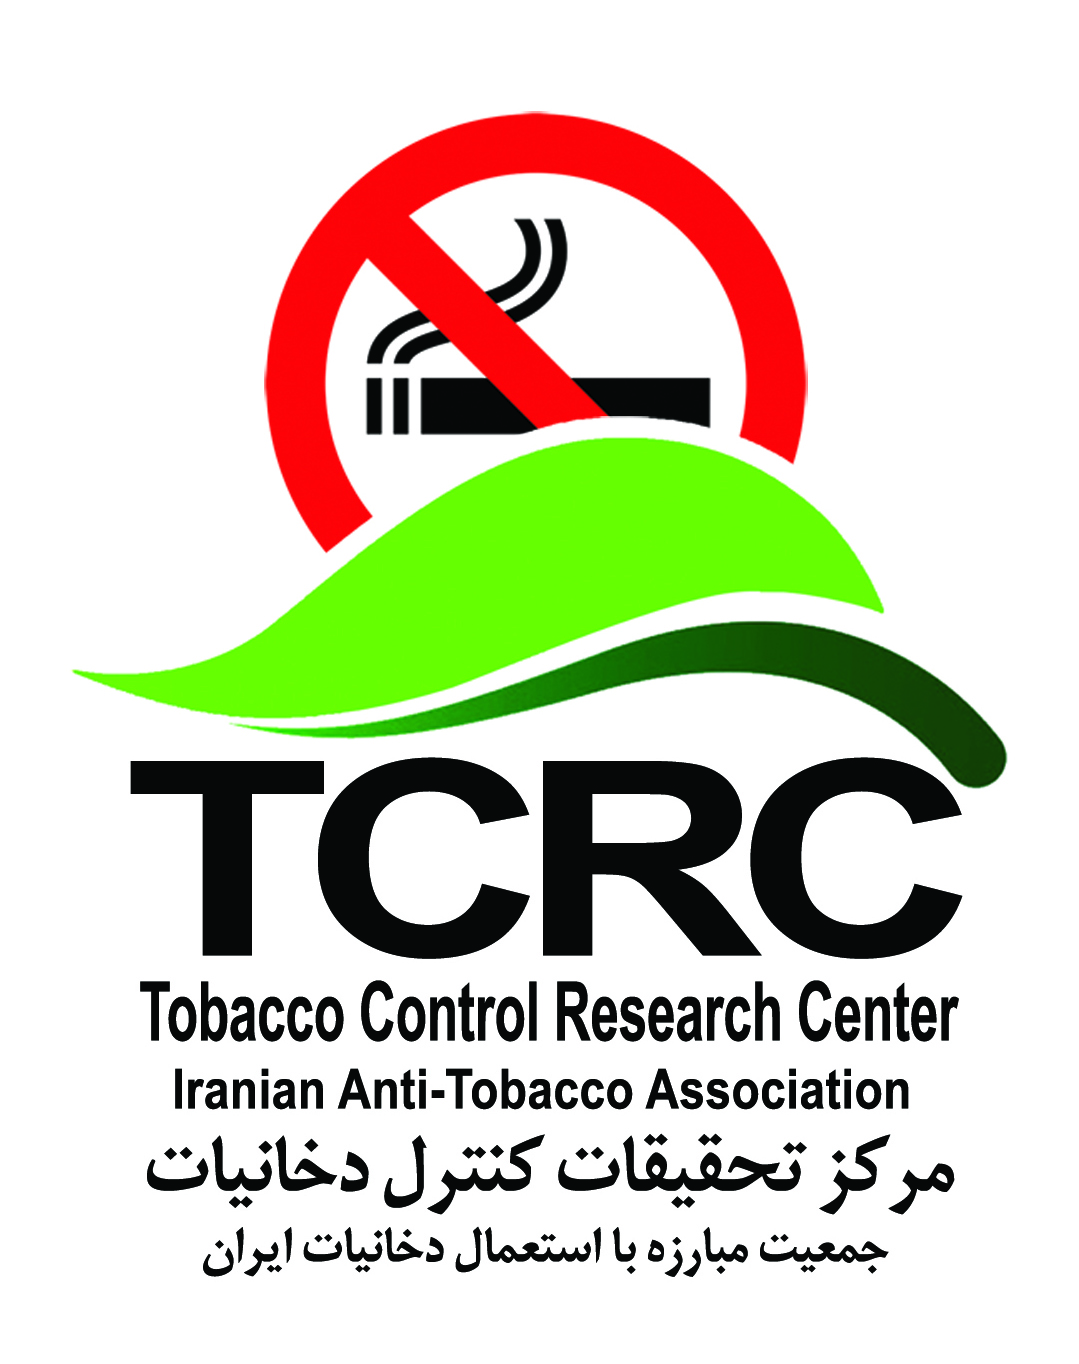 TCRC
Tobacco Control Research Center
Iranian Anti-Tobacco Association
مرکز تحقیقات کنترل دخانیات
جمعیت مبارزه با استعمال دخانیات ایران